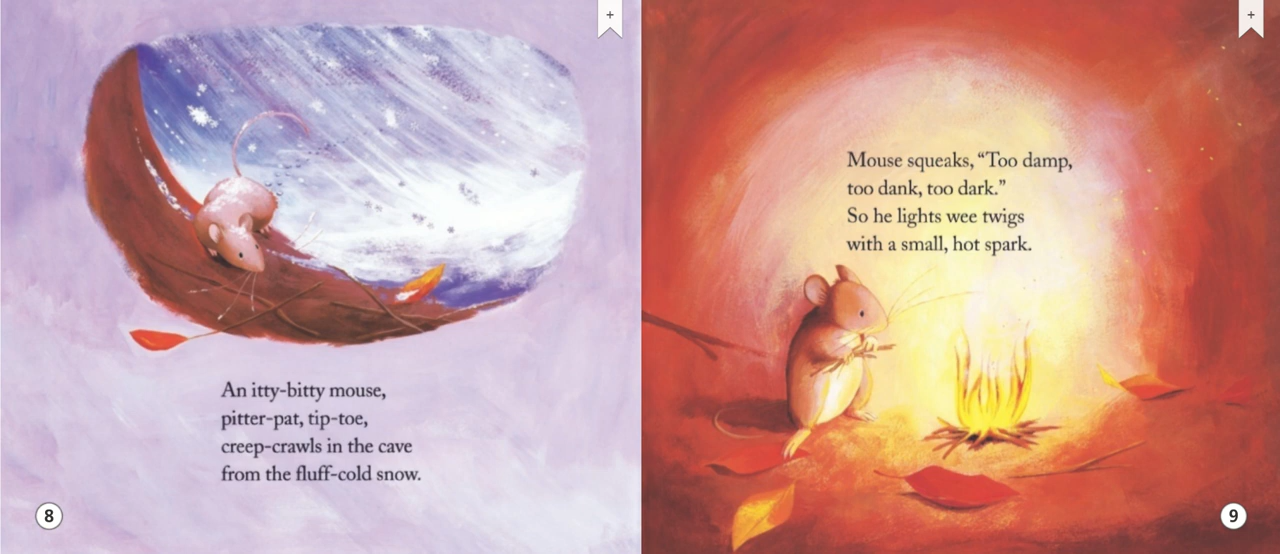 +
An itty-bitty mouse,
pitter-pat, tip-toe,
creep-crawls in the cave
from the fluff-cold snow.
8
+
Mouse squeaks, “Too damp,
too dank, too dark.”
So he lights wee twigs
with a small, hot spark.
9